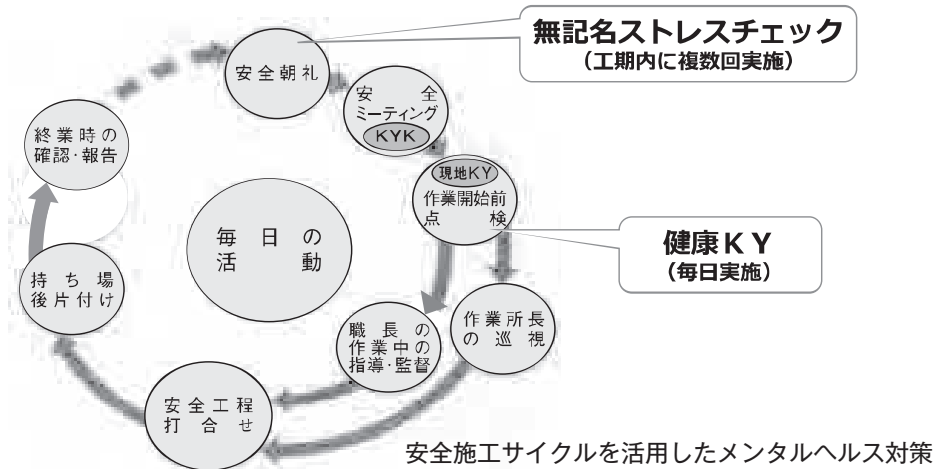 無記名ストレスチェック
（工期内に複数回実施）
安全朝礼
安全
ミーティング
KYK
現地KY
作業開始前
点検
健康KY
（毎日実施）
終業時の
確認・報告
毎日の
活動
持ち場
後片付け
職長の
作業中の
指導・監督
作業所長
の巡視
安全工程
打合せ
安全施工サイクルを活用したメンタルヘルス対策